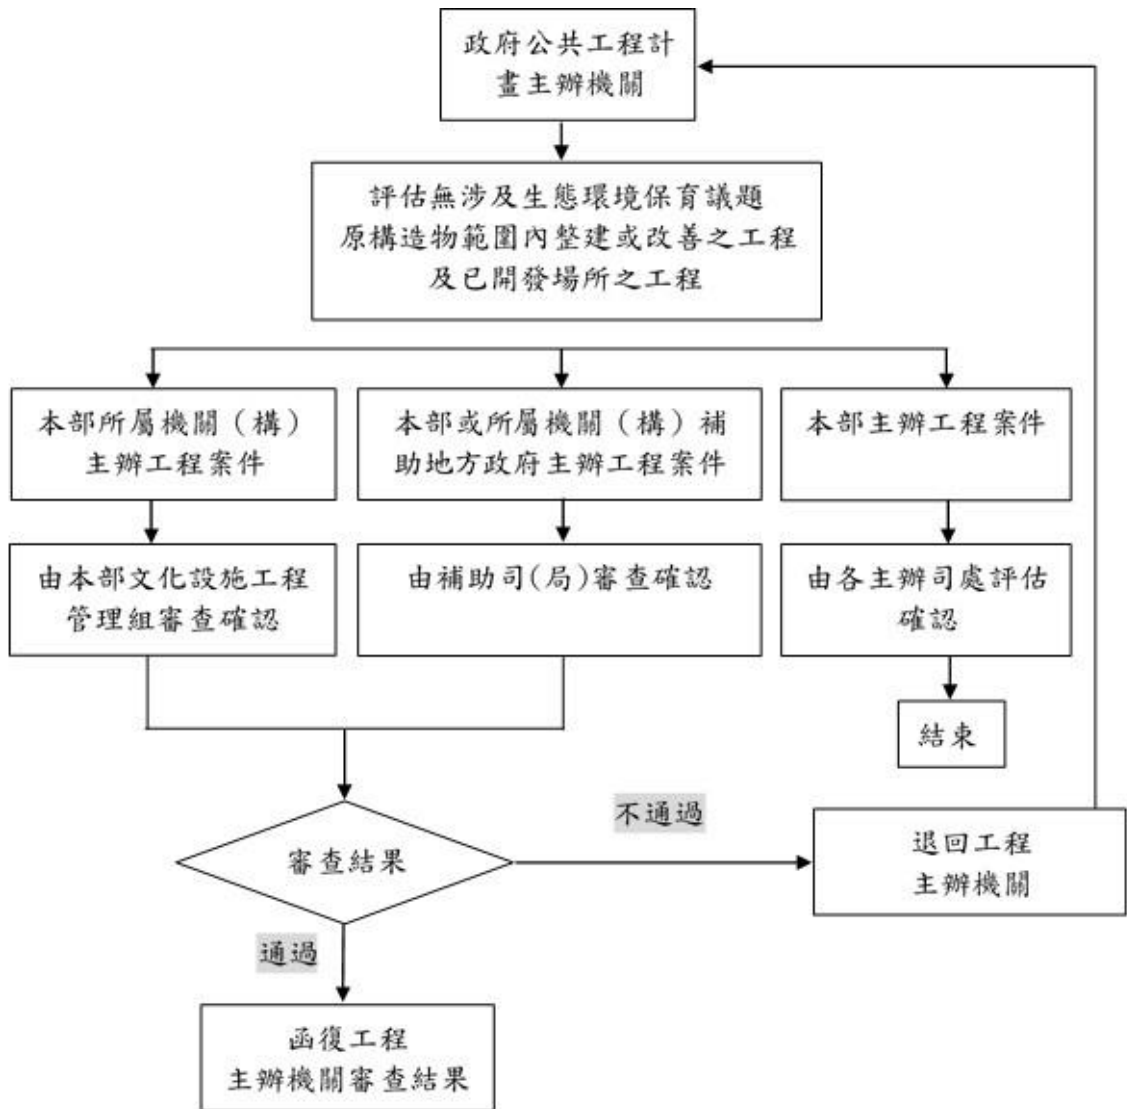 政府公共工程計
畫主辦機關
評估無涉及生態環境保育議題
原構造物範圍內整建或改善之工程
及已開發場所之工程
本部所屬機關（構）
主辦工程案件
本部或所屬機關（構）補
助地方政府主辦工程案件
本部主辦工程案件
由本部文化設施工程
管理組審查確認
由補助司(局)審查確認
由各主辦司處評估
確認
結束
不通過
審查結果
退回工程
主辦機關
通過
函復工程
主辦機關審查結果